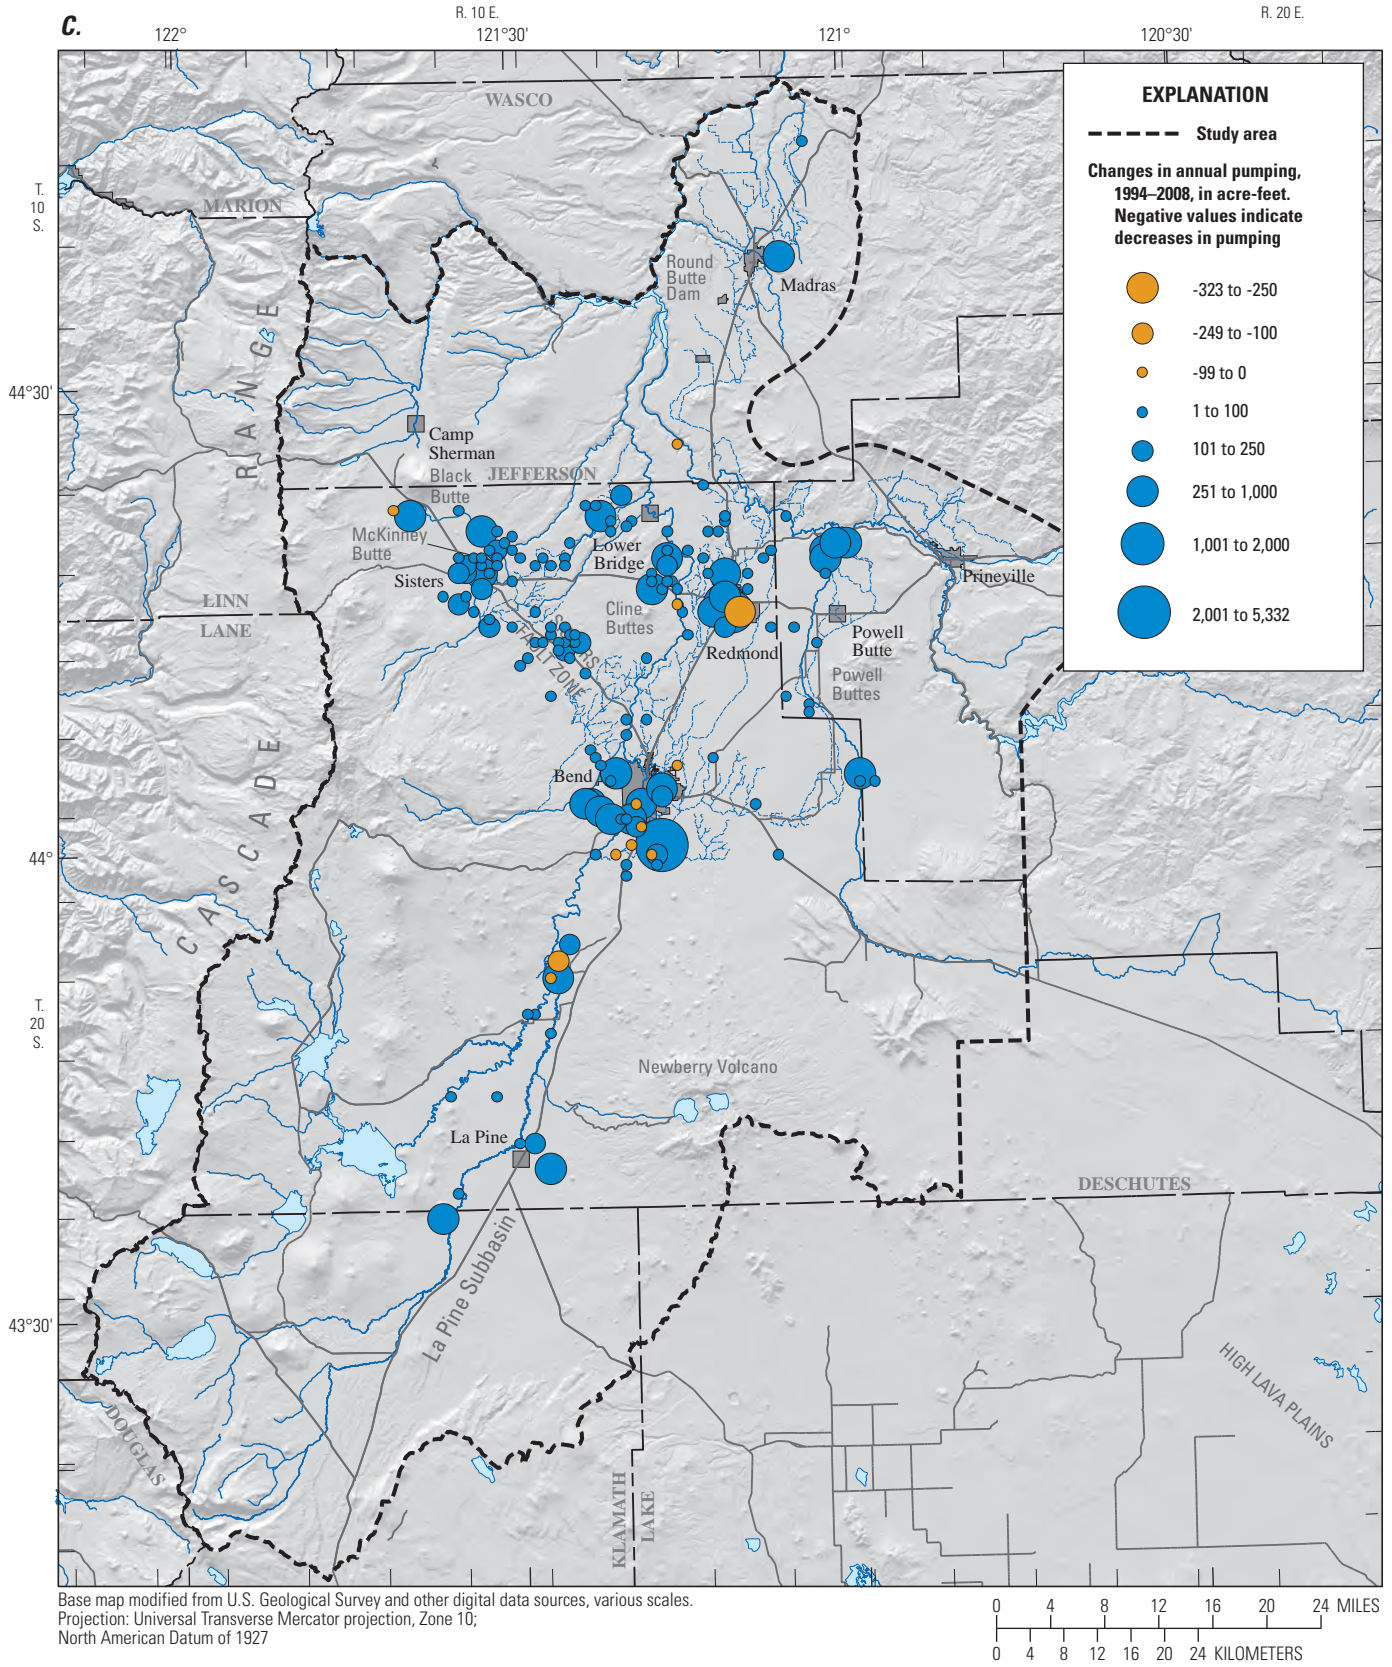 C.
R. 10 E.
R. 20 E.
122°
121°30'
121°
120°30'
EXPLANATION
Study area
Changes in annual pumping,
1994–2008, in acre-feet.
Negative values indicate
decreases in pumping
-323 to -250
-249 to -100
-99 to 0
1 to 100
101 to 250
251 to 1,000
1,001 to 2,000
2,001 to 5,332
WASCO
T.
10
S.
MARION
Round
Butte
Dam
Madras
CASCADE RANGE
44°30'
Camp
Sherman
Black
Butte
JEFFERSON
McKinney
Butte
Lower
Bridge
Sisters
Prineville
LINN
LANE
Cline
Buttes
SISTERS
FAULT ZONE
Redmond
Powell
Butte
Powell
Buttes
Bend
44°
T.
20
S.
Newberry Volcano
La Pine
DESCHUTES
La Pine Subbasin
43°30'
HIGH LAVA PLAINS
DOUGLAS
KLAMATH
LAKE
Base map modified from U.S. Geological Survey and other digital data sources, various scales.
Projection: Universal Transverse Mercator projection, Zone 10;
North American Datum of 1927
0 4 8 12 16 20 24 MILES
0 4 8 12 16 20 24 KILOMETERS